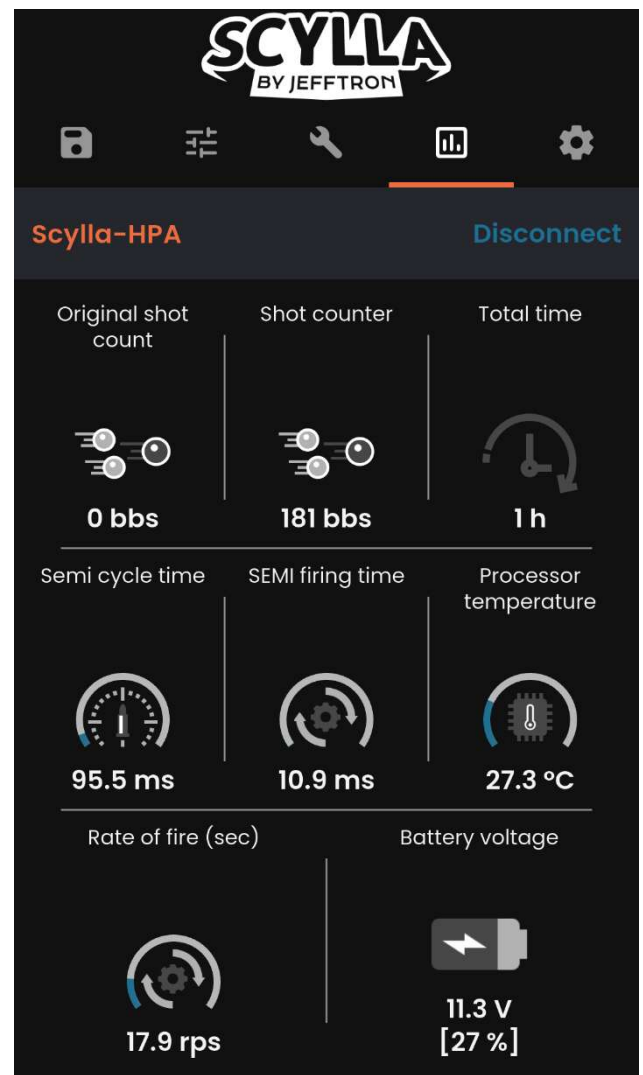 SCYLLA
BY JEFFTRON
Scylla-HPA
Disconnect
Original shot
count
0 bbs
Shot counter
181 bbs
Total time
1 h
Semi cycle time
95.5 ms
SEMI firing time
10.9 ms
Processor
temperature
27.3 °C
Rate of fire (sec)
17.9 rps
Battery voltage
11.3 V
[27 %]